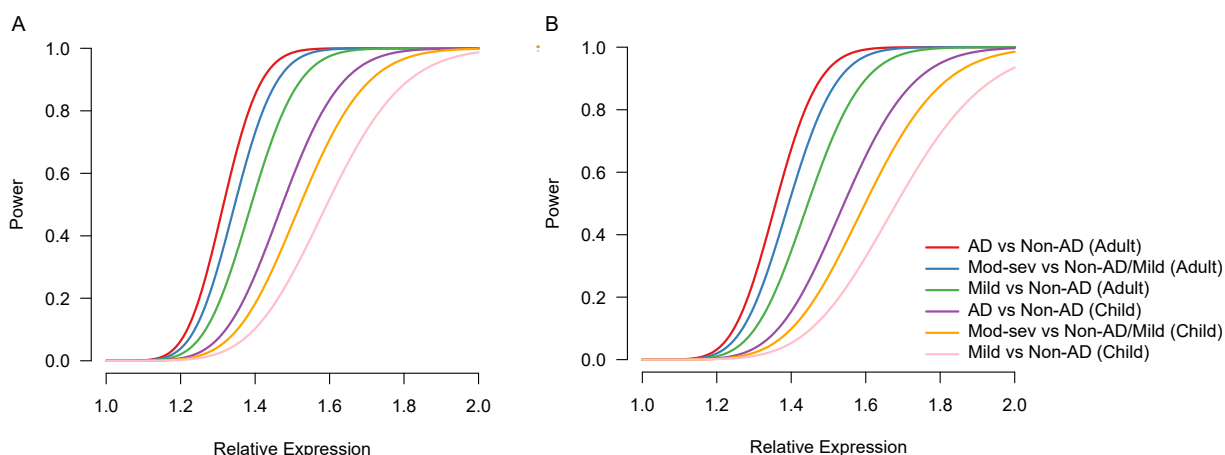 A
1.0
0.8
0.6
0.4
0.2
0.0
Power
1.0 1.2 1.4 1.6 1.8 2.0
Relative Expression
B
1.0
0.8
0.6
0.4
0.2
0.0
Power
1.0 1.2 1.4 1.6 1.8 2.0
Relative Expression
AD vs Non-AD (Adult)
Mod-sev vs Non-AD/Mild (Adult)
Mild vs Non-AD (Adult)
AD vs Non-AD (Child)
Mod-sev vs Non-AD/Mild (Child)
Mild vs Non-AD (Child)